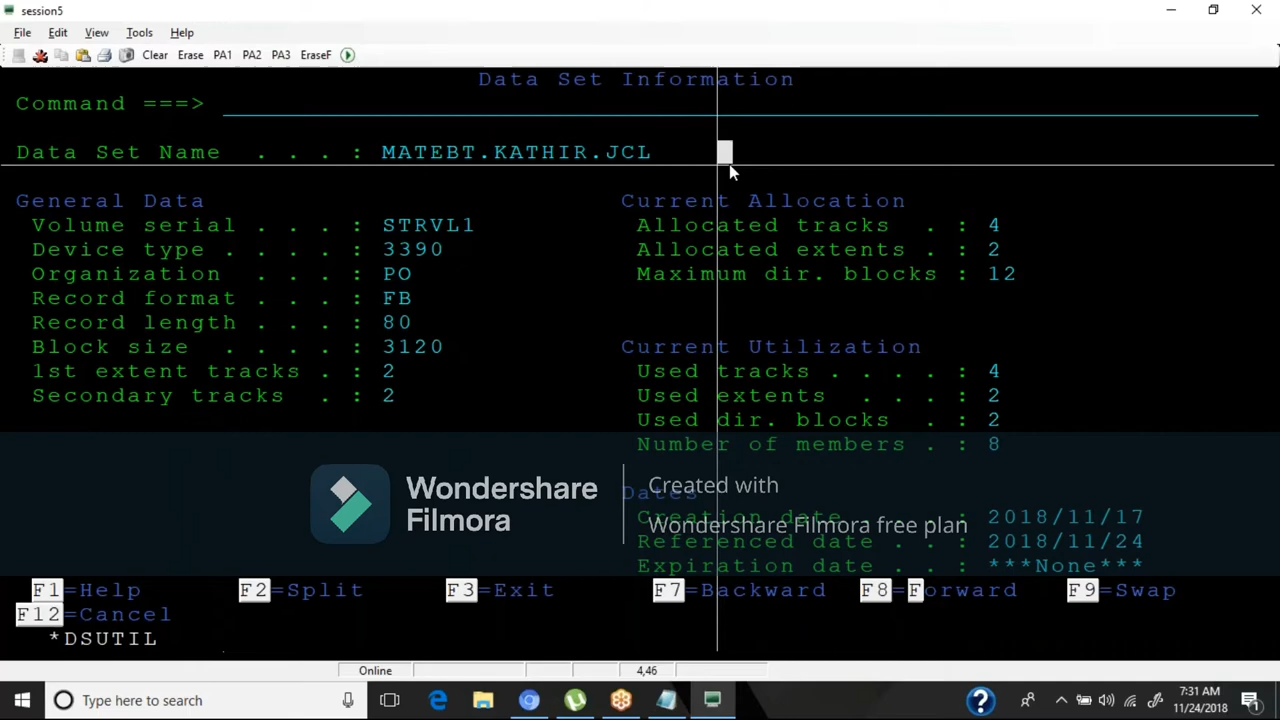 session5
File Edit View Tools Help
Clear Erase PA1 PA2 PA3 EraseF
Data Set Information
Command ===>
Data Set Name . . . : MATEBT.KATHIR.JCL
General Data Current Allocation
Volume serial . . . : STRVL1 Allocated tracks . : 4
Device type . . . . : 3390 Allocated extents . : 2
Organization . . . : PO Maximum dir. blocks : 12
Record format . . . : FB
Record length . . . : 80
Block size . . . . : 3120 Current Utilization
1st extent tracks . : 2 Used tracks . . . . : 4
Secondary tracks . : 2 Used extents . . . : 2
Used dir. blocks . : 2
Number of members . : 8
Dates
Creation date . . . : 2018/11/17
Referenced date . . : 2018/11/24
Expiration date . . : ***None***
Wondershare
Filmora
Created with
Wondershare Filmora free plan
F1=Help F2=Split F3=Exit F7=Backward F8=Forward F9=Swap
F12=Cancel
*DSUTIL
Online 4,46
Type here to search
7:31 AM
11/24/2018
1